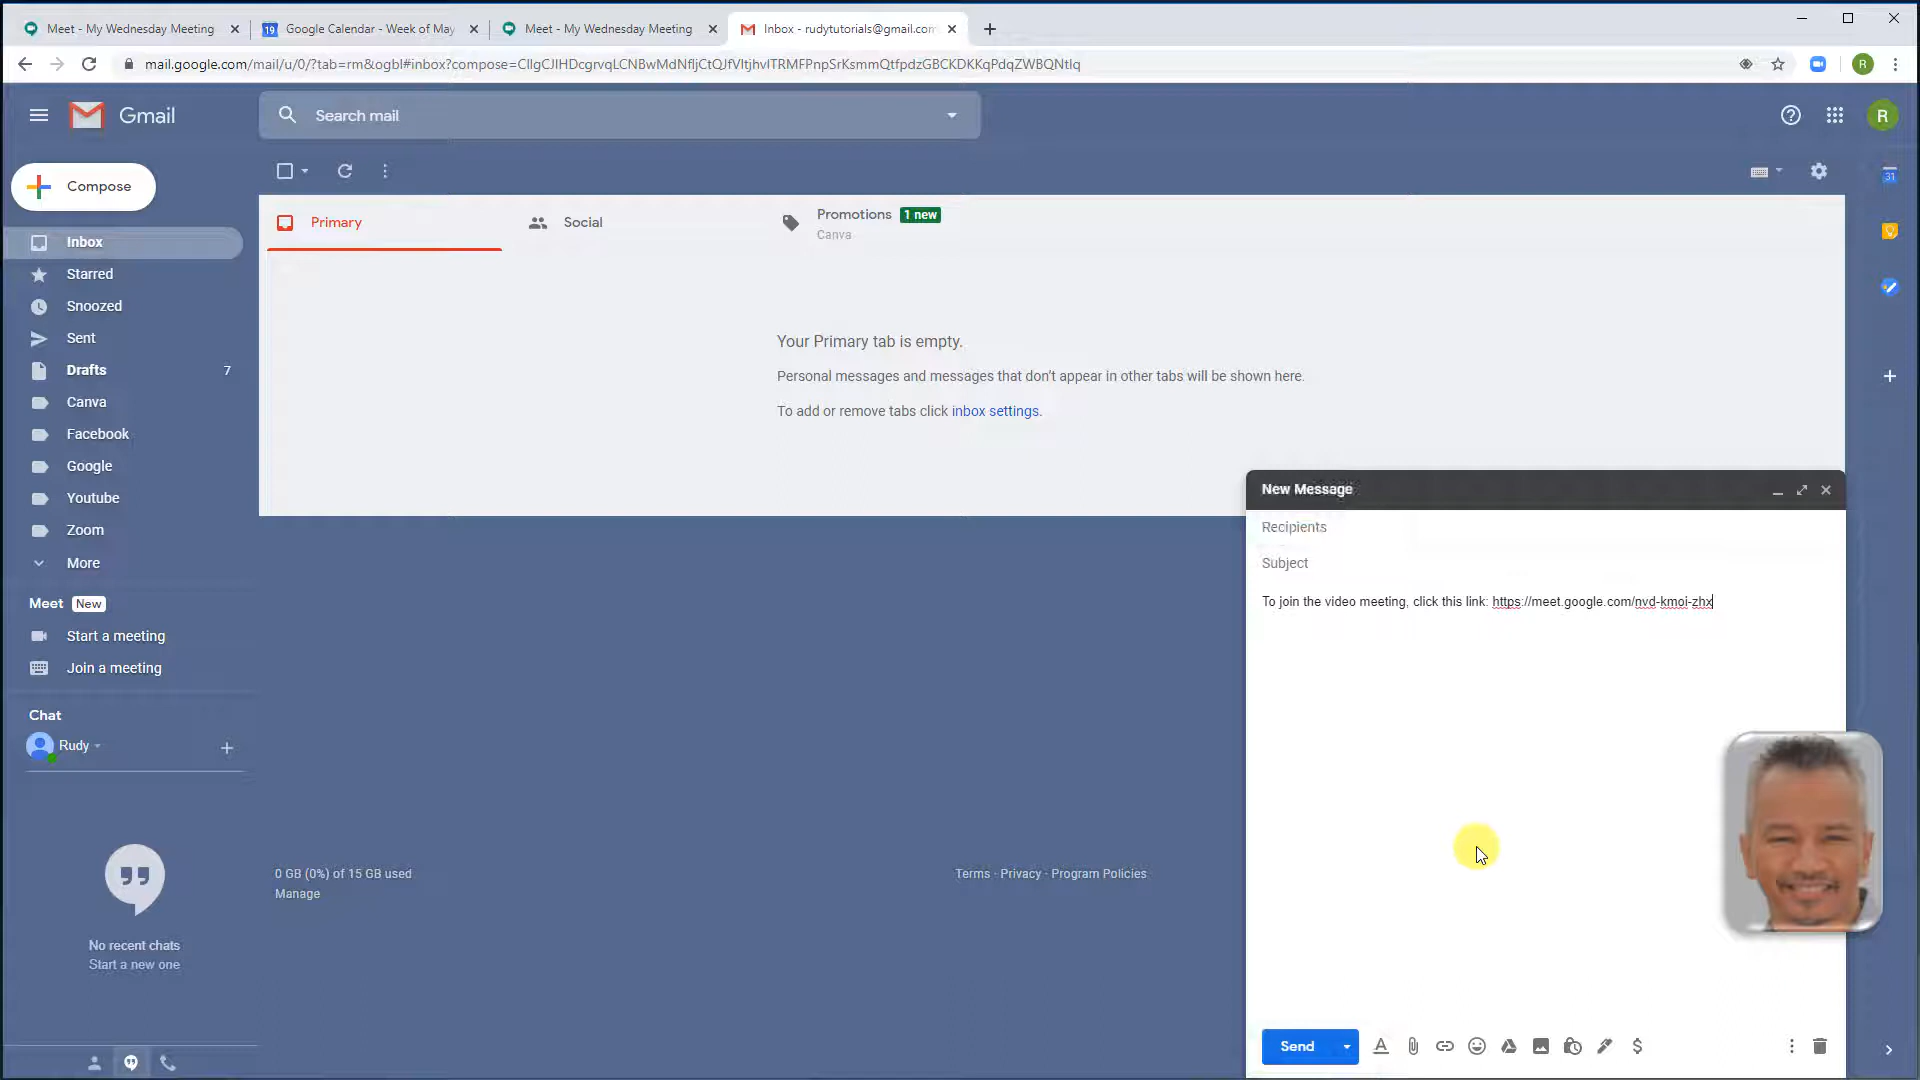 Meet - My Wednesday Meeting
Google Calendar - Week of May
Meet - My Wednesday Meeting
Inbox - rudytutorials@gmail.com
mail.google.com/mail/u/0/?tab=rm&ogbl#inbox?compose=CllgCJlHDcgrvqLCNBwMdNfljCtQJfVltjhvlTRMFPnpSrKsmmQtfpdzGBCKDKKqPdqZWBQNtlq
R
Gmail
Search mail
R
Compose
31
Primary
Social
Promotions 1 new
Canva
Inbox
Starred
Snoozed
Sent
Drafts 7
Canva
Facebook
Google
Youtube
Zoom
More
Your Primary tab is empty.
Personal messages and messages that don't appear in other tabs will be shown here.
To add or remove tabs click inbox settings.
Meet New
Start a meeting
Join a meeting
Chat
Rudy
No recent chats
Start a new one
0 GB (0%) of 15 GB used
Manage
Terms · Privacy · Program Policies
New Message
Recipients
Subject
To join the video meeting, click this link: https://meet.google.com/nvd-kmoi-zhx
Send